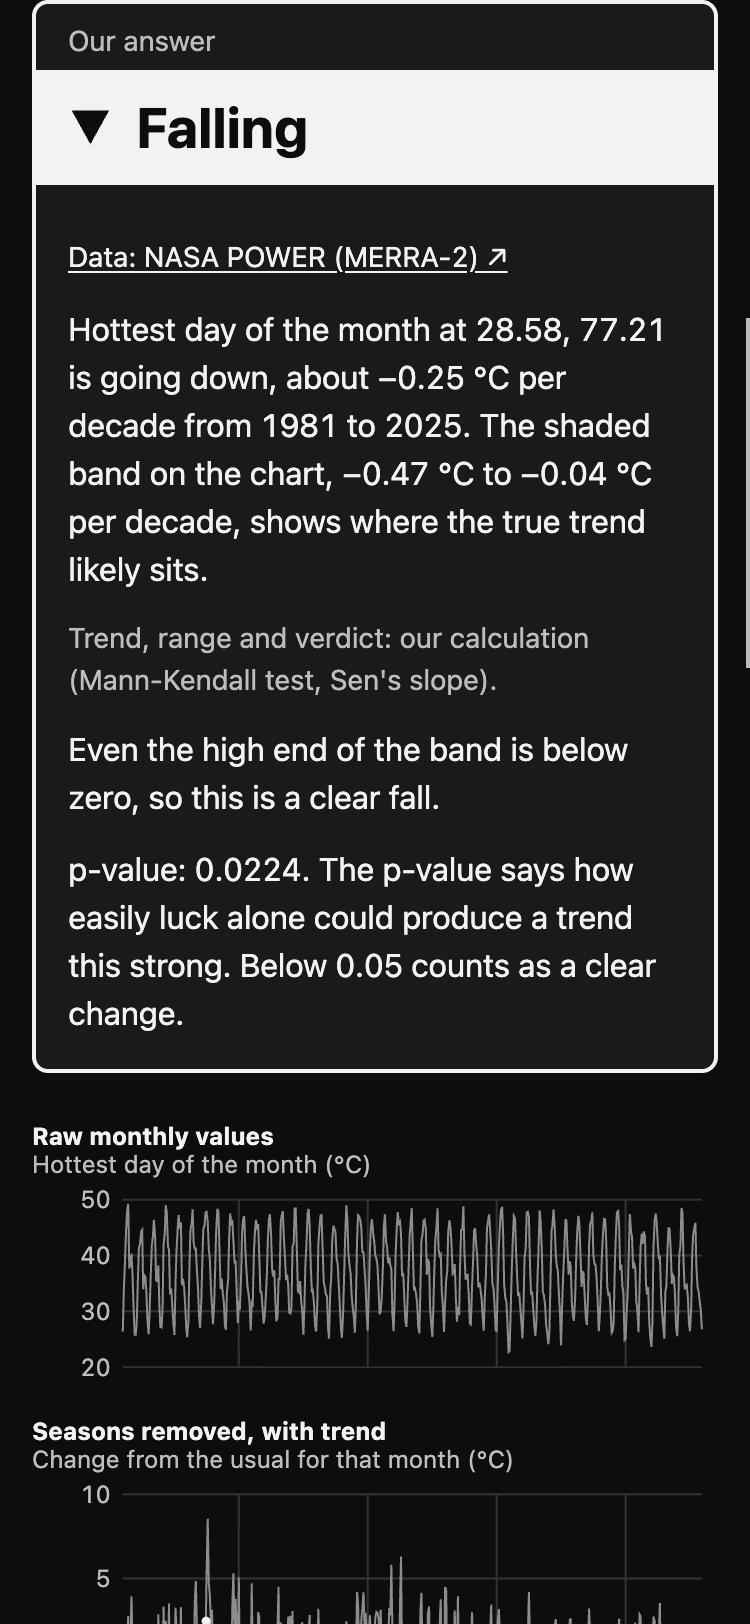 Our answer
▼ Falling
Data: NASA POWER (MERRA-2) ↗
Hottest day of the month at 28.58, 77.21
is going down, about −0.25 °C per
decade from 1981 to 2025. The shaded
band on the chart, −0.47 °C to −0.04 °C
per decade, shows where the true trend
likely sits.
Trend, range and verdict: our calculation
(Mann-Kendall test, Sen's slope).
Even the high end of the band is below
zero, so this is a clear fall.
p-value: 0.0224. The p-value says how
easily luck alone could produce a trend
this strong. Below 0.05 counts as a clear
change.
Raw monthly values
Hottest day of the month (°C)
50
40
30
20
Seasons removed, with trend
Change from the usual for that month (°C)
10
5